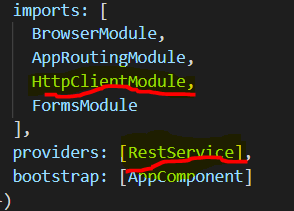 imports: [
BrowserModule,
AppRoutingModule,
HttpClientModule,
FormsModule
],
providers: [RestService],
bootstrap: [AppComponent]
})